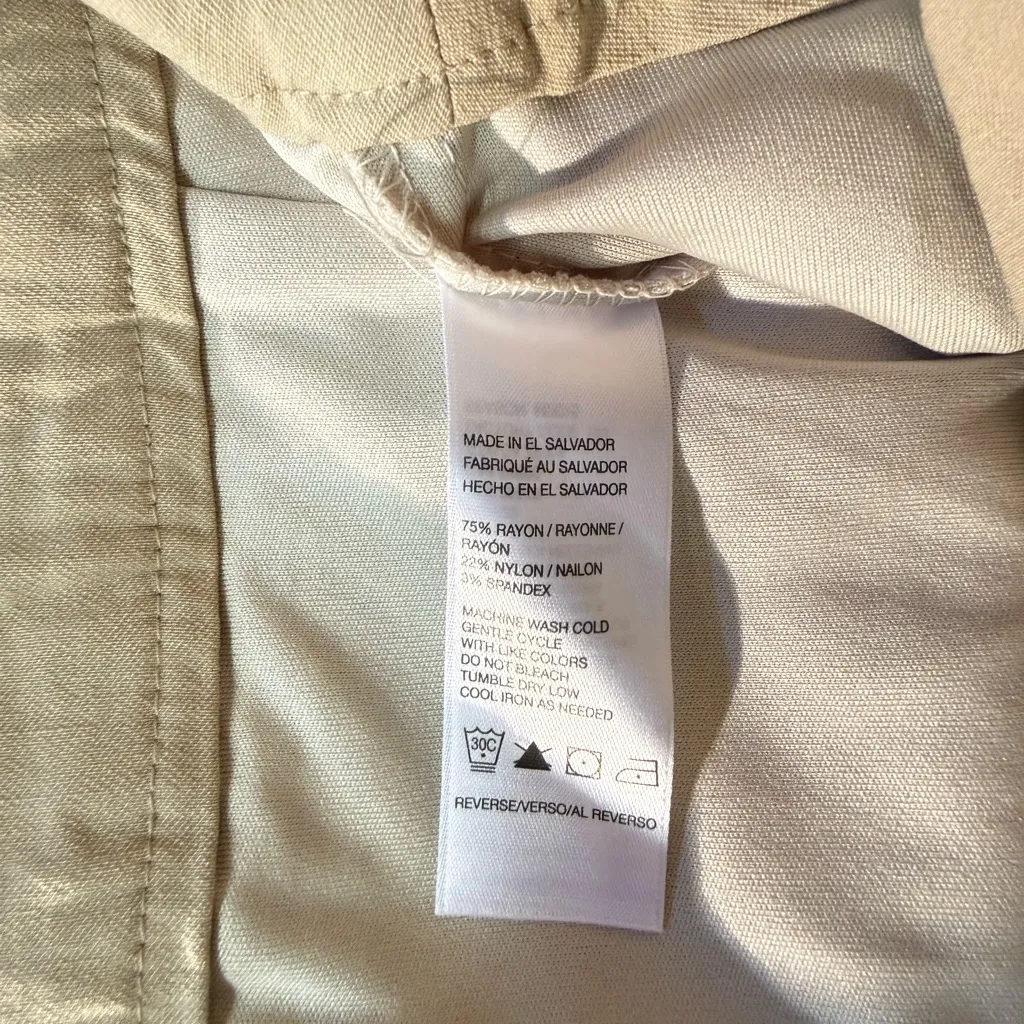 MADE IN EL SALVADOR
FABRIQUÉ AU SALVADOR
HECHO EN EL SALVADOR
75% RAYON / RAYONNE /
RAYÓN
22% NYLON / NAILON
3% SPANDEX
MACHINE WASH COLD
GENTLE CYCLE
WITH LIKE COLORS
DO NOT BLEACH
TUMBLE DRY LOW
COOL IRON AS NEEDED
30C
REVERSE/VERSO/AL REVERSO